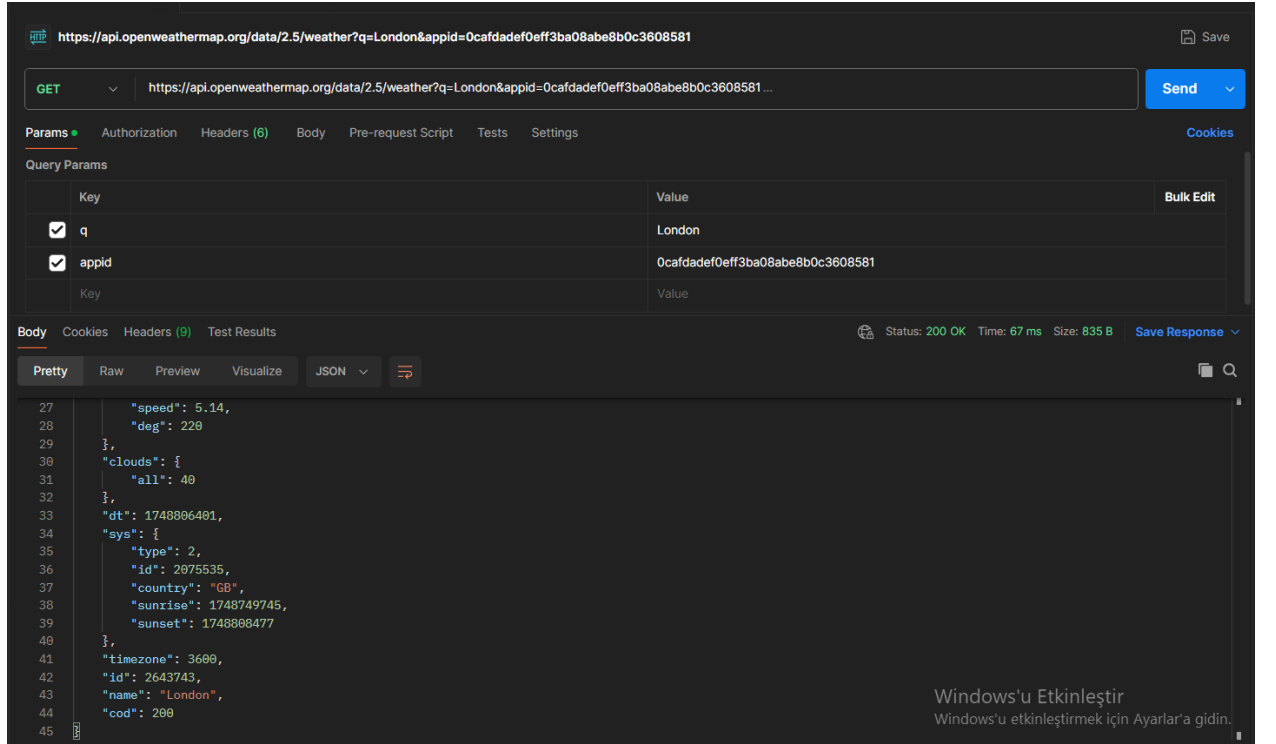 HTTP https://api.openweathermap.org/data/2.5/weather?q=London&appid=0cafdadef0eff3ba08abe8b0c3608581 Save
GET https://api.openweathermap.org/data/2.5/weather?q=London&appid=0cafdadef0eff3ba08abe8b0c3608581... Send
Params Authorization Headers (6) Body Pre-request Script Tests Settings Cookies
Query Params
Key Value Bulk Edit
q London
appid 0cafdadef0eff3ba08abe8b0c3608581
Key Value
Body Cookies Headers (9) Test Results Status: 200 OK Time: 67 ms Size: 835 B Save Response
Pretty Raw Preview Visualize JSON
27 "speed": 5.14,
28 "deg": 220
29 },
30 "clouds": {
31 "all": 40
32 },
33 "dt": 1748806401,
34 "sys": {
35 "type": 2,
36 "id": 2075535,
37 "country": "GB",
38 "sunrise": 1748749745,
39 "sunset": 1748808477
40 },
41 "timezone": 3600,
42 "id": 2643743,
43 "name": "London",
44 "cod": 200
45 }
Windows'u Etkinleştir
Windows'u etkinleştirmek için Ayarlar'a gidin.